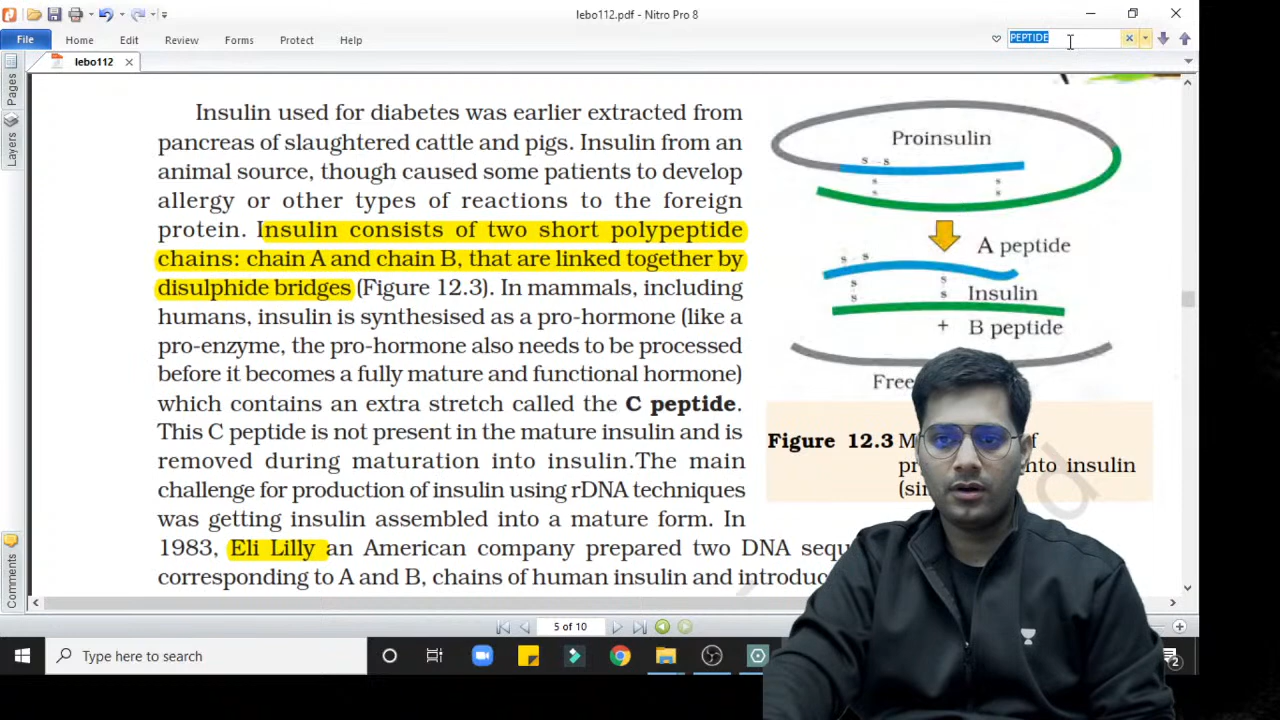 lebo112.pdf - Nitro Pro 8
File Home Edit Review Forms Protect Help
PEPTIDE
lebo112
Pages
Layers
Comments
Insulin used for diabetes was earlier extracted from
pancreas of slaughtered cattle and pigs. Insulin from an
animal source, though caused some patients to develop
allergy or other types of reactions to the foreign
protein. Insulin consists of two short polypeptide
chains: chain A and chain B, that are linked together by
disulphide bridges (Figure 12.3). In mammals, including
humans, insulin is synthesised as a pro-hormone (like a
pro-enzyme, the pro-hormone also needs to be processed
before it becomes a fully mature and functional hormone)
which contains an extra stretch called the C peptide.
This C peptide is not present in the mature insulin and is
removed during maturation into insulin.The main
challenge for production of insulin using rDNA techniques
was getting insulin assembled into a mature form. In
1983, Eli Lilly an American company prepared two DNA
corresponding to A and B, chains of human insulin and
Proinsulin
s s
s s
s s
A peptide
s s
s s
s s
Insulin
+ B peptide
Figure 12.3
into insulin
5 of 10
Type here to search
2